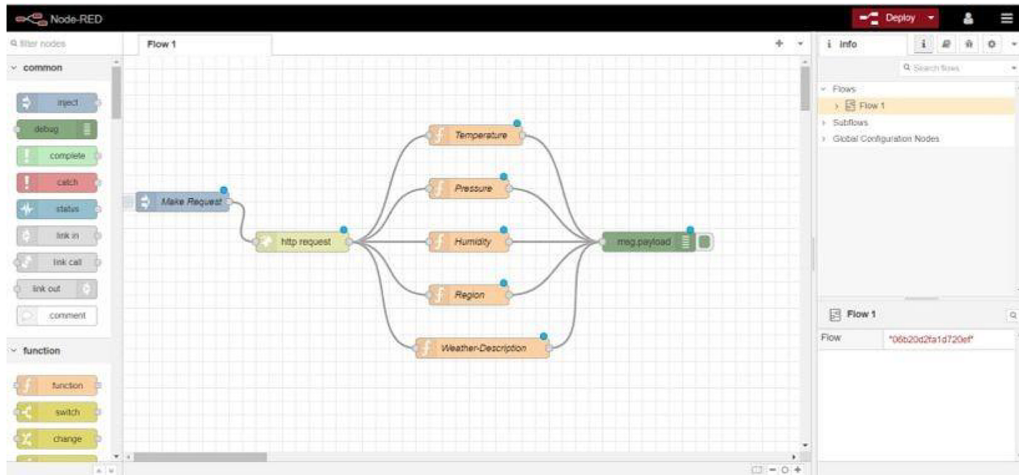 Node-RED
Deploy
filter nodes
Flow 1
info
i
common
Search flows
inject
Flows
Flow 1
debug
Temperature
Subflows
complete
Global Configuration Nodes
catch
Pressure
Make Request
status
link in
http request
Humidity
msg.payload
link call
link out
Region
comment
Flow 1
Flow
"06b20d2fa1d720ef"
Weather-Description
function
function
switch
change